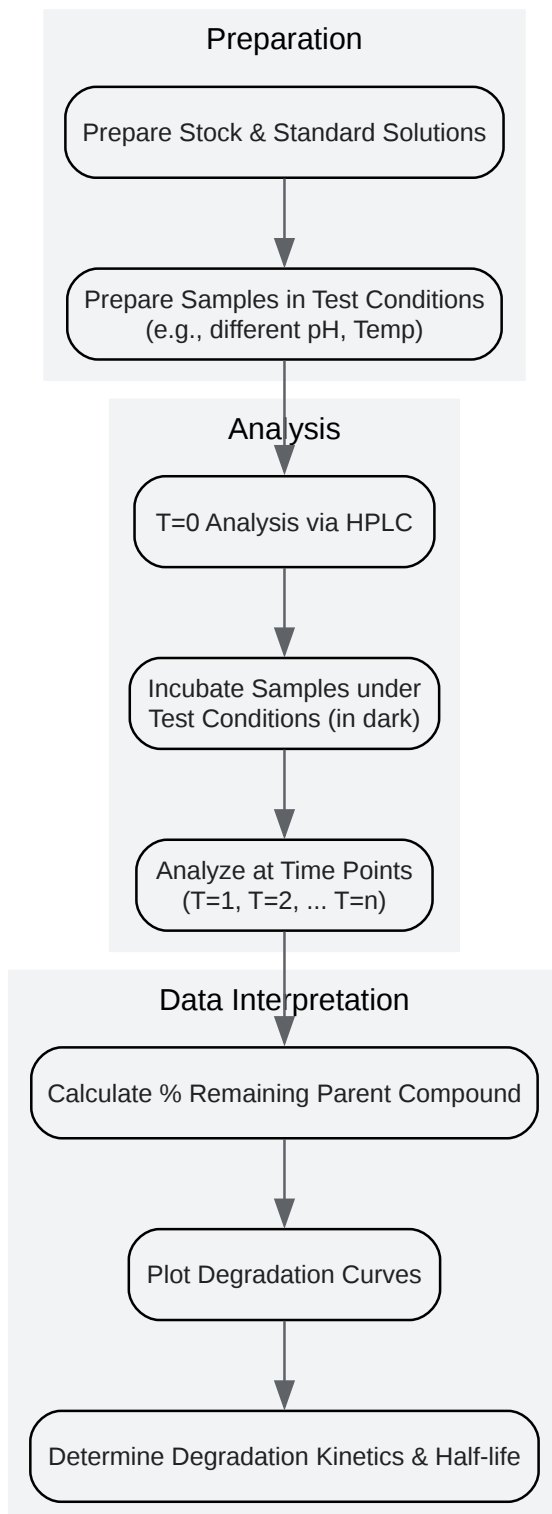 Preparation
Prepare Stock & Standard Solutions
Prepare Samples in Test Conditions
(e.g., different pH, Temp)
Analysis
T=0 Analysis via HPLC
Incubate Samples under
Test Conditions (in dark)
Analyze at Time Points
(T=1, T=2, ... T=n)
Data Interpretation
Calculate % Remaining Parent Compound
Plot Degradation Curves
Determine Degradation Kinetics & Half-life